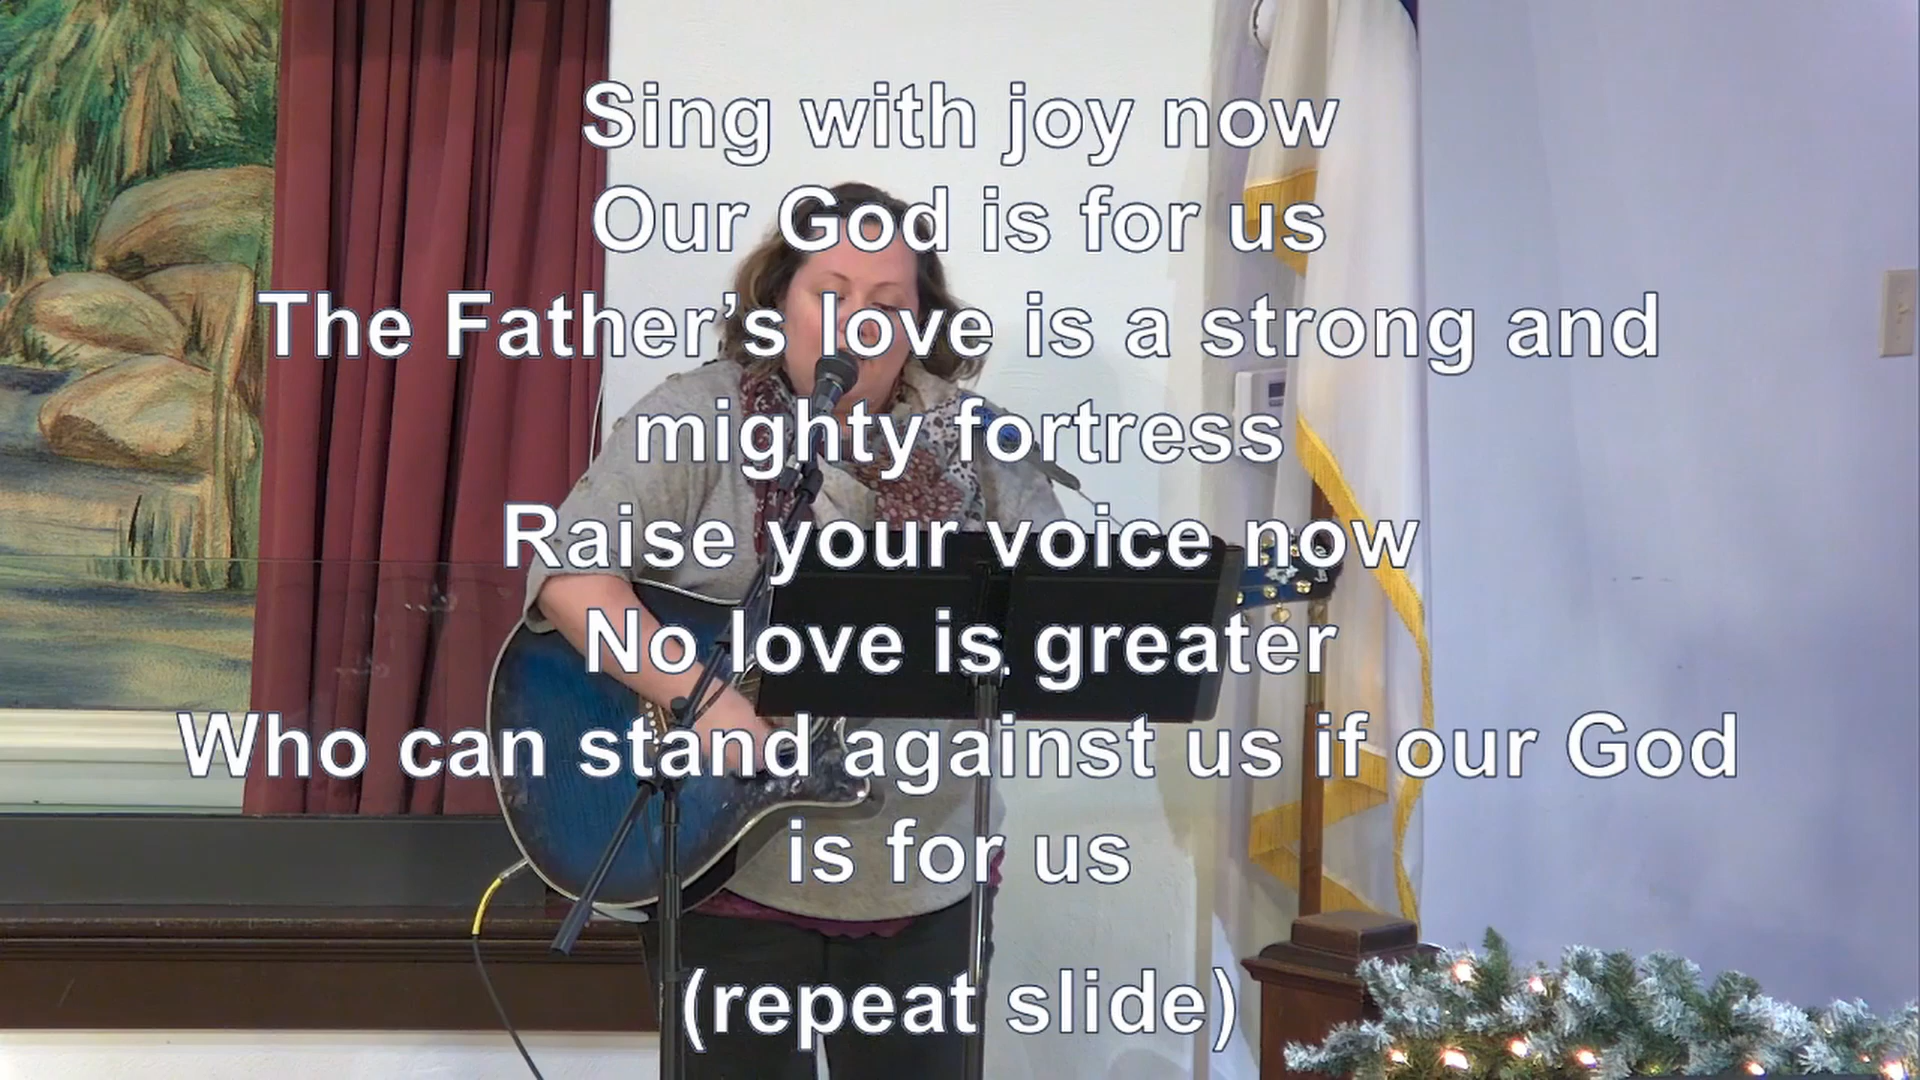 Sing with joy now
Our God is for us
The Father’s love is a strong and
mighty fortress
Raise your voice now
No love is greater
Who can stand against us if our God
is for us
(repeat slide)